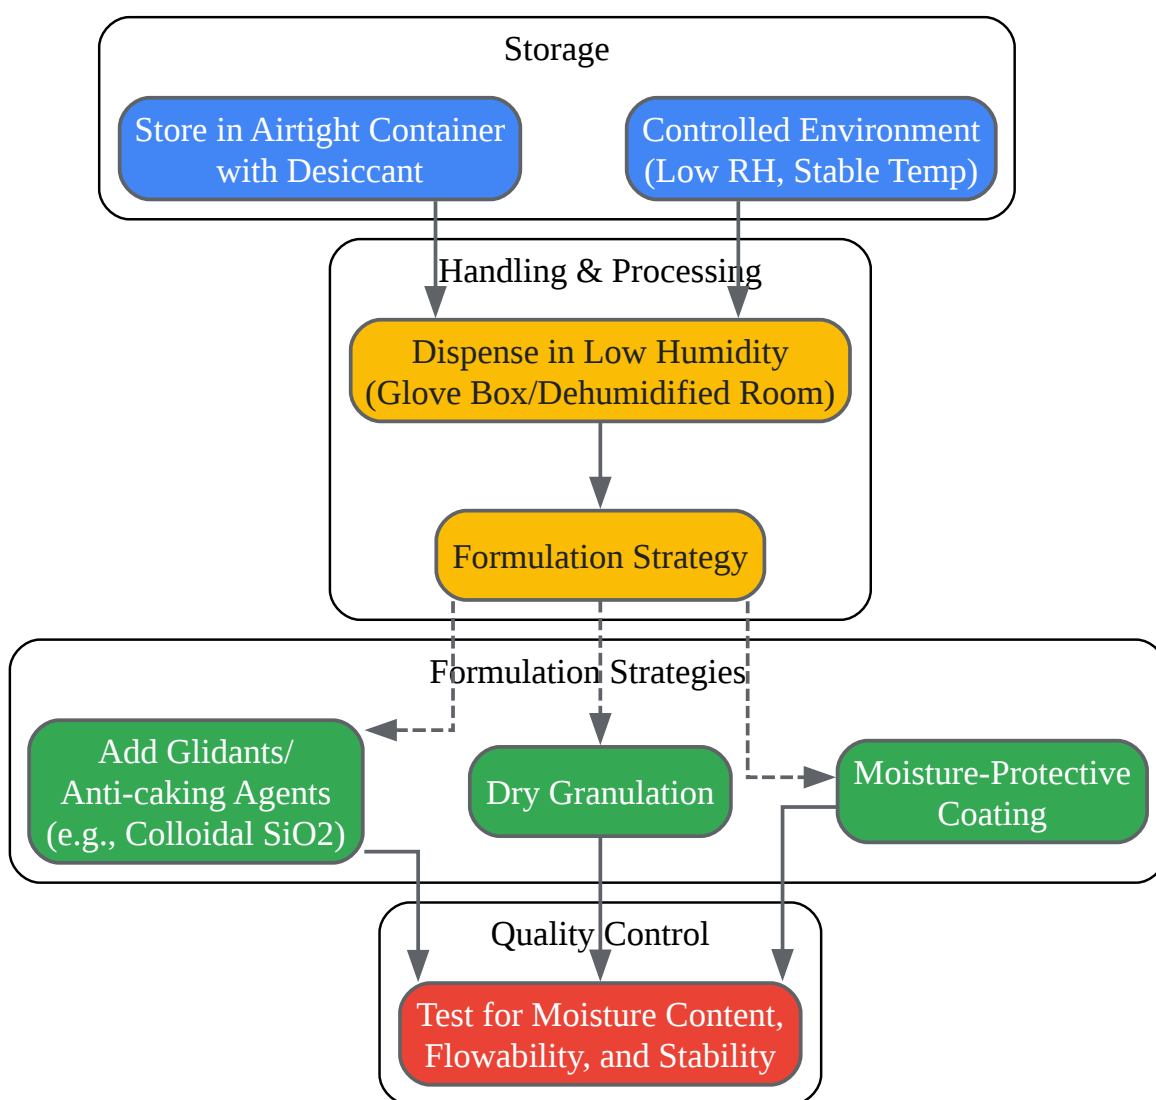 Storage
Store in Airtight Container
with Desiccant
Controlled Environment
(Low RH, Stable Temp)
Handling & Processing
Dispense in Low Humidity
(Glove Box/Dehumidified Room)
Formulation Strategy
Formulation Strategies
Add Glidants/
Anti-caking Agents
(e.g., Colloidal SiO2)
Dry Granulation
Moisture-Protective
Coating
Quality Control
Test for Moisture Content,
Flowability, and Stability